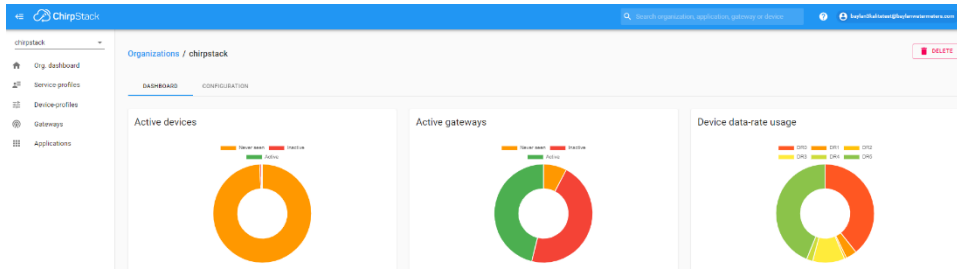 ChirpStack
Search organization, application, gateway or device
?
chirpstack
Org. dashboard
Service-profiles
Device-profiles
Gateways
Applications
Organizations / chirpstack
DELETE
DASHBOARD CONFIGURATION
Active devices
Never seen Inactive
Active
Active gateways
Never seen Inactive
Active
Device data-rate usage
DR0 DR1 DR2
DR3 DR4 DR5